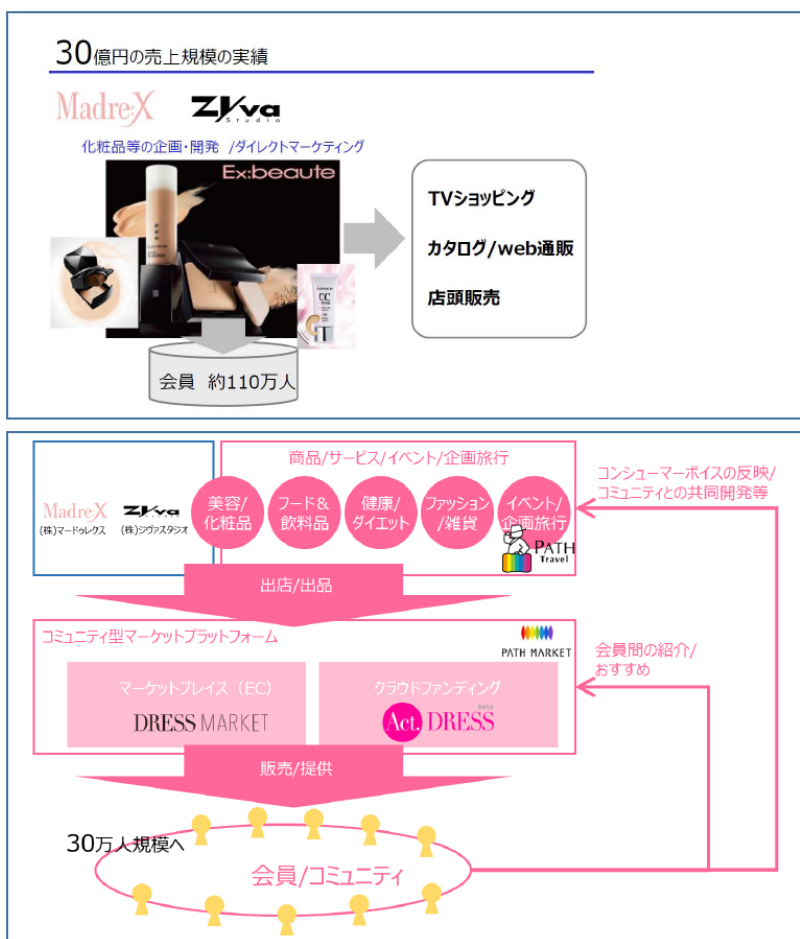 30億円の売上規模の実績
Madre:X ZIVva Studio
化粧品等の企画・開発 /ダイレクトマーケティング
Ex:beaute
TVショッピング
カタログ/web通販
店頭販売
CC
会員 約110万人
商品/サービス/イベント/企画旅行
コンシューマーボイスの反映/
コミュニティとの共同開発等
美容/
化粧品
フード&
飲料品
健康/
ダイエット
ファッション
/雑貨
イベント/
企画旅行
Madre:X
(株)マードゥレクス
(株)ジヴァスタジオ
PATH
Travel
出店/出品
コミュニティ型マーケットプラットフォーム
PATH MARKET
会員間の紹介/
おすすめ
マーケットプレイス(EC)
DRESS MARKET
クラウドファンディング
beta
Act. DRESS
販売/提供
30万人規模へ
会員/コミュニティ